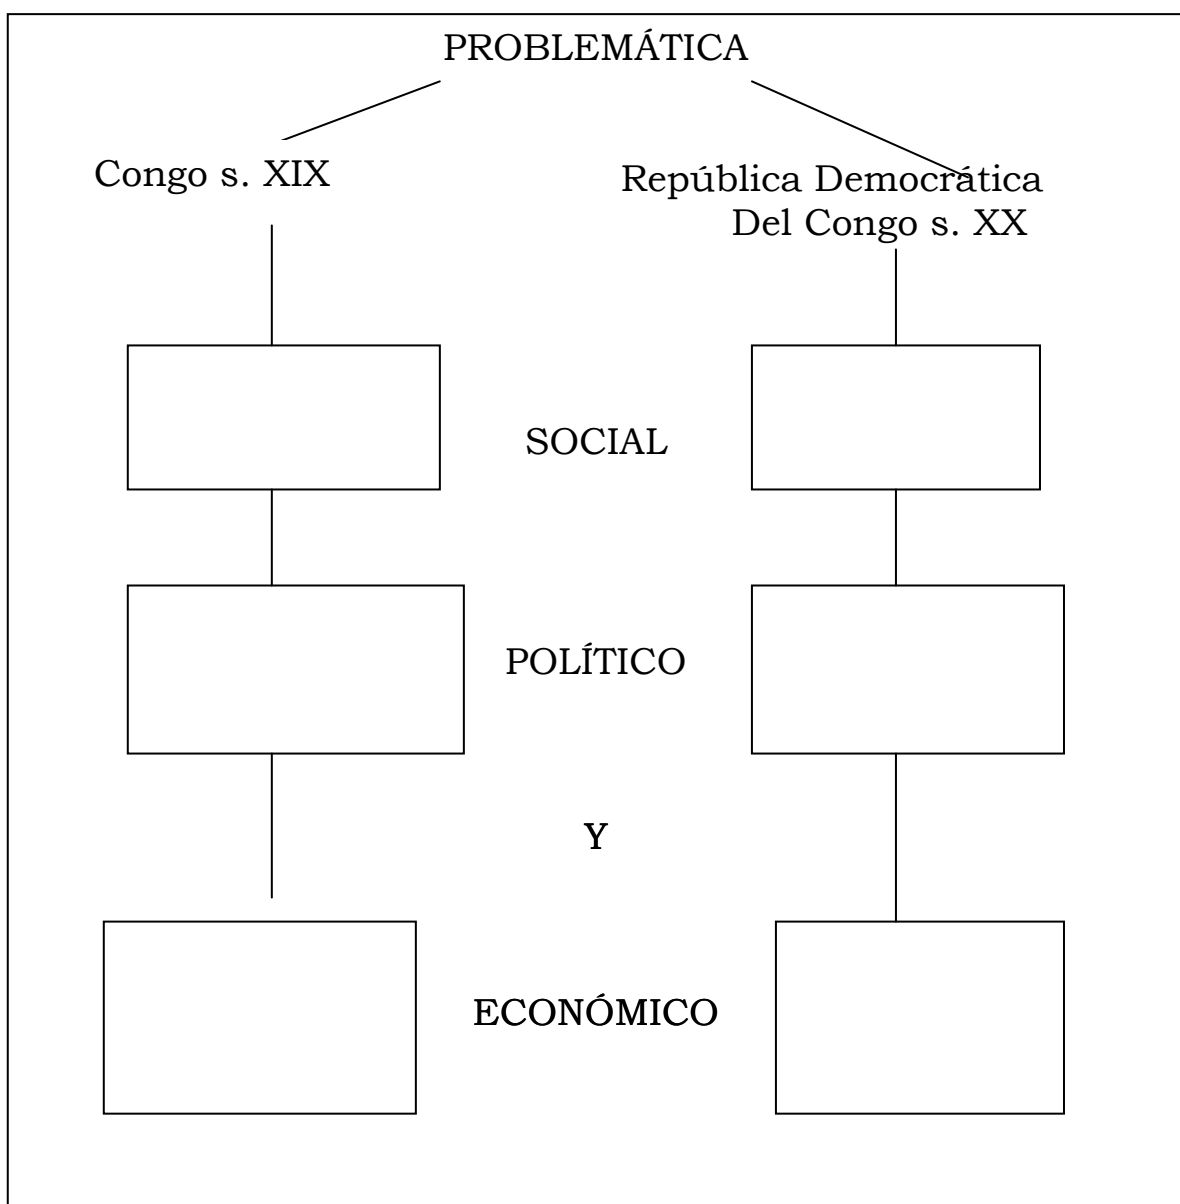 PROBLEMÁTICA
Congo s. XIX
República Democrática
Del Congo s. XX
SOCIAL
POLÍTICO
Y
ECONÓMICO